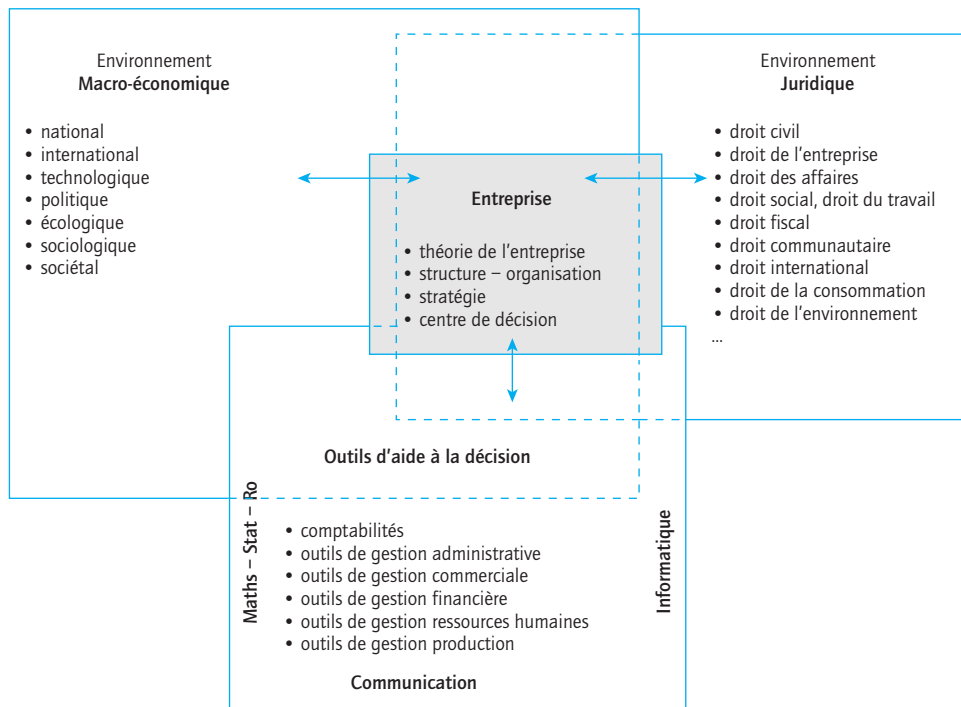 Environnement
Macro-économique
• national
• international
• technologique
• politique
• écologique
• sociologique
• sociétal
Environnement
Juridique
• droit civil
• droit de l'entreprise
• droit des affaires
• droit social, droit du travail
• droit fiscal
• droit communautaire
• droit international
• droit de la consommation
• droit de l'environnement
...
Entreprise
• théorie de l'entreprise
• structure – organisation
• stratégie
• centre de décision
Outils d'aide à la décision
Maths – Stat – Ro
• comptabilités
• outils de gestion administrative
• outils de gestion commerciale
• outils de gestion financière
• outils de gestion ressources humaines
• outils de gestion production
Informatique
Communication